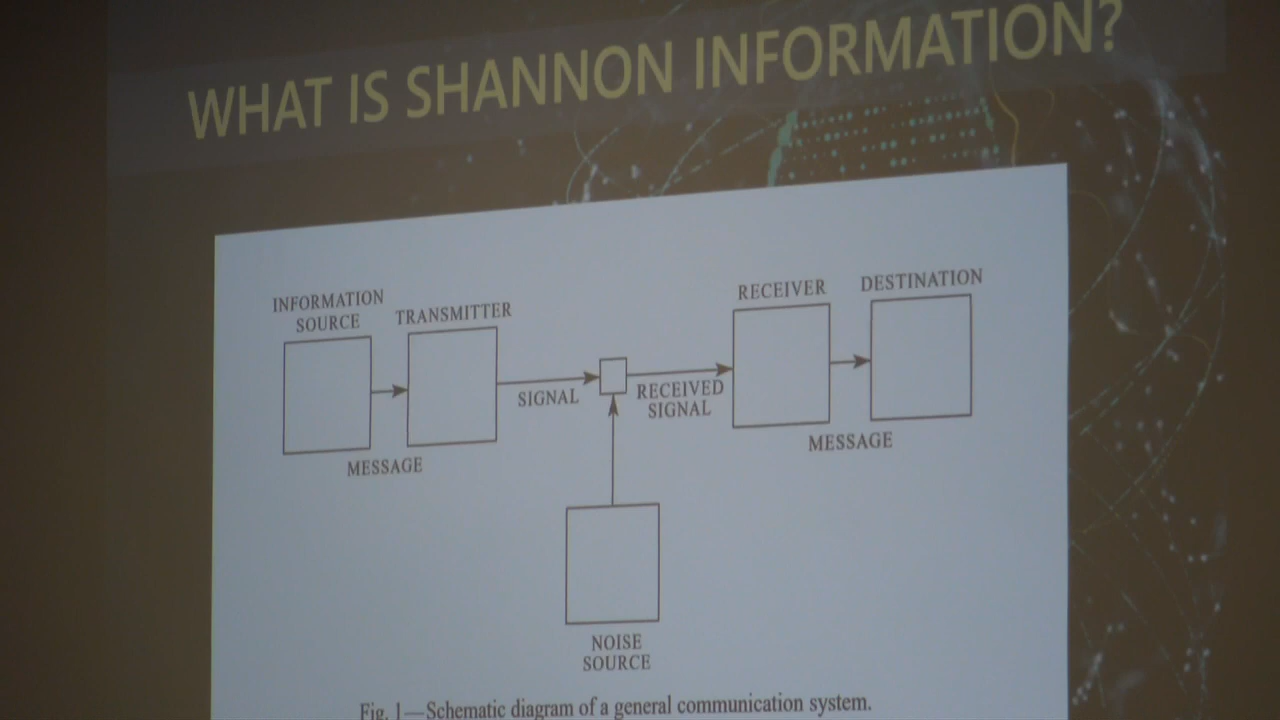 WHAT IS SHANNON INFORMATION?
INFORMATION
SOURCE
TRANSMITTER
RECEIVER
DESTINATION
SIGNAL
RECEIVED
SIGNAL
MESSAGE
MESSAGE
NOISE
SOURCE
Fig. 1—Schematic diagram of a general communication system.